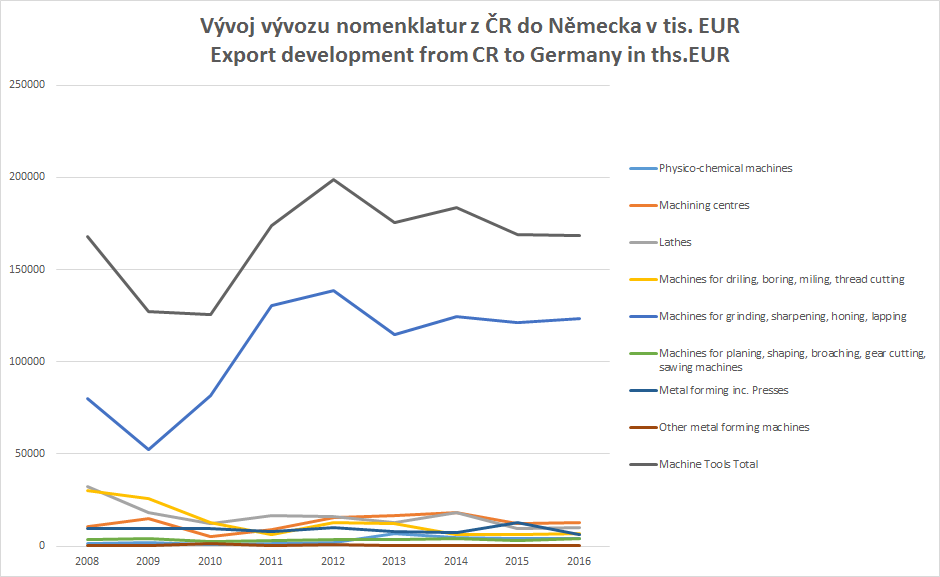 Vývoj vývozu nomenklatur z ČR do Německa v tis. EUR
Export development from CR to Germany in ths.EUR
250000
200000
150000
100000
50000
0
2008 2009 2010 2011 2012 2013 2014 2015 2016
Physico-chemical machines
Machining centres
Lathes
Machines for driling, boring, miling, thread cutting
Machines for grinding, sharpening, honing, lapping
Machines for planing, shaping, broaching, gear cutting,
sawing machines
Metal forming inc. Presses
Other metal forming machines
Machine Tools Total